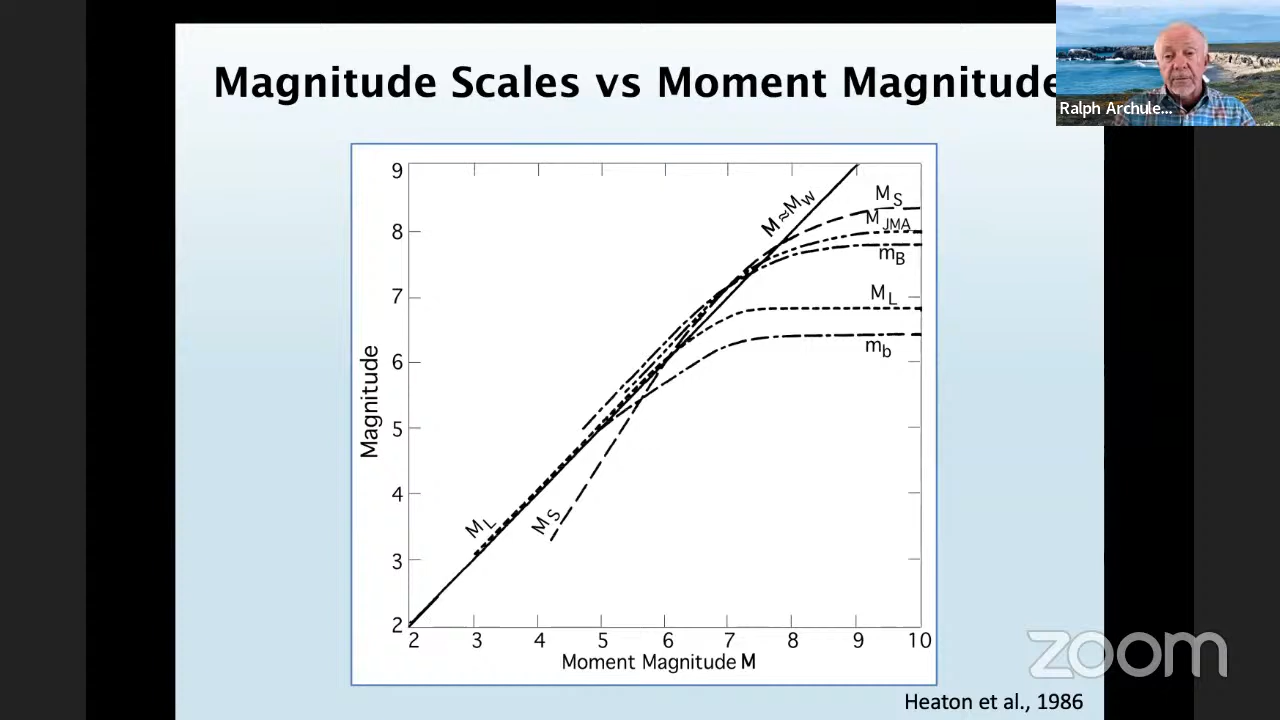 Magnitude Scales vs Moment Magnitude
Ralph Archule...
9
8
7
6
5
4
3
2
Magnitude
M≈MW
MS
MJMA
mB
ML
mb
ML
MS
2 3 4 5 6 7 8 9 10
Moment Magnitude M
zoom
Heaton et al., 1986